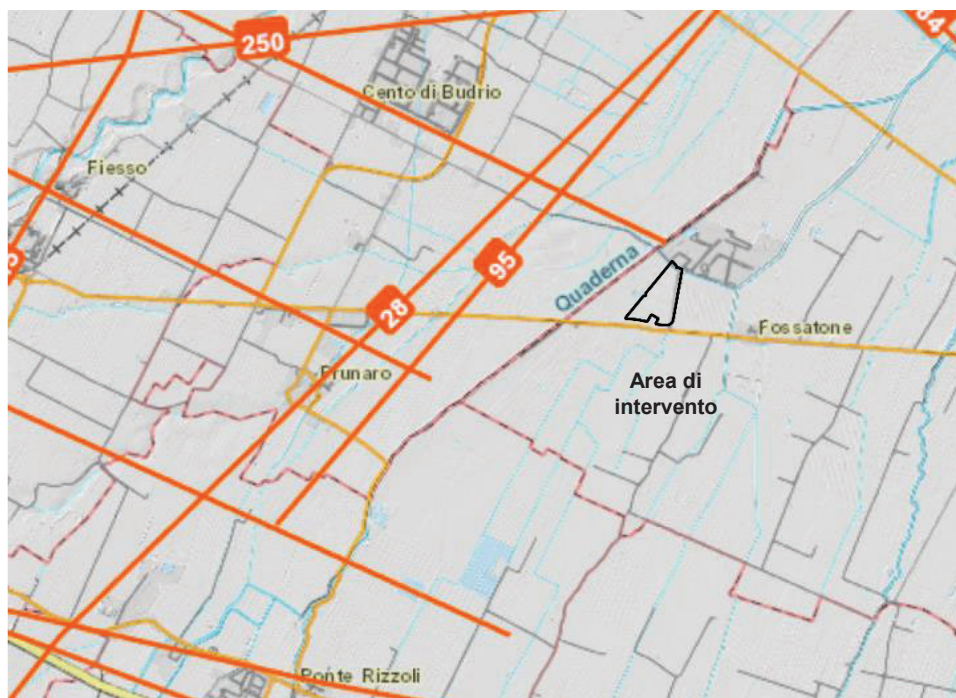 250
Cento di Budrio
Fiesso
Quaderna
95
28
Fossatone
Prunaro
Area di
intervento
Ponte Rizzoli